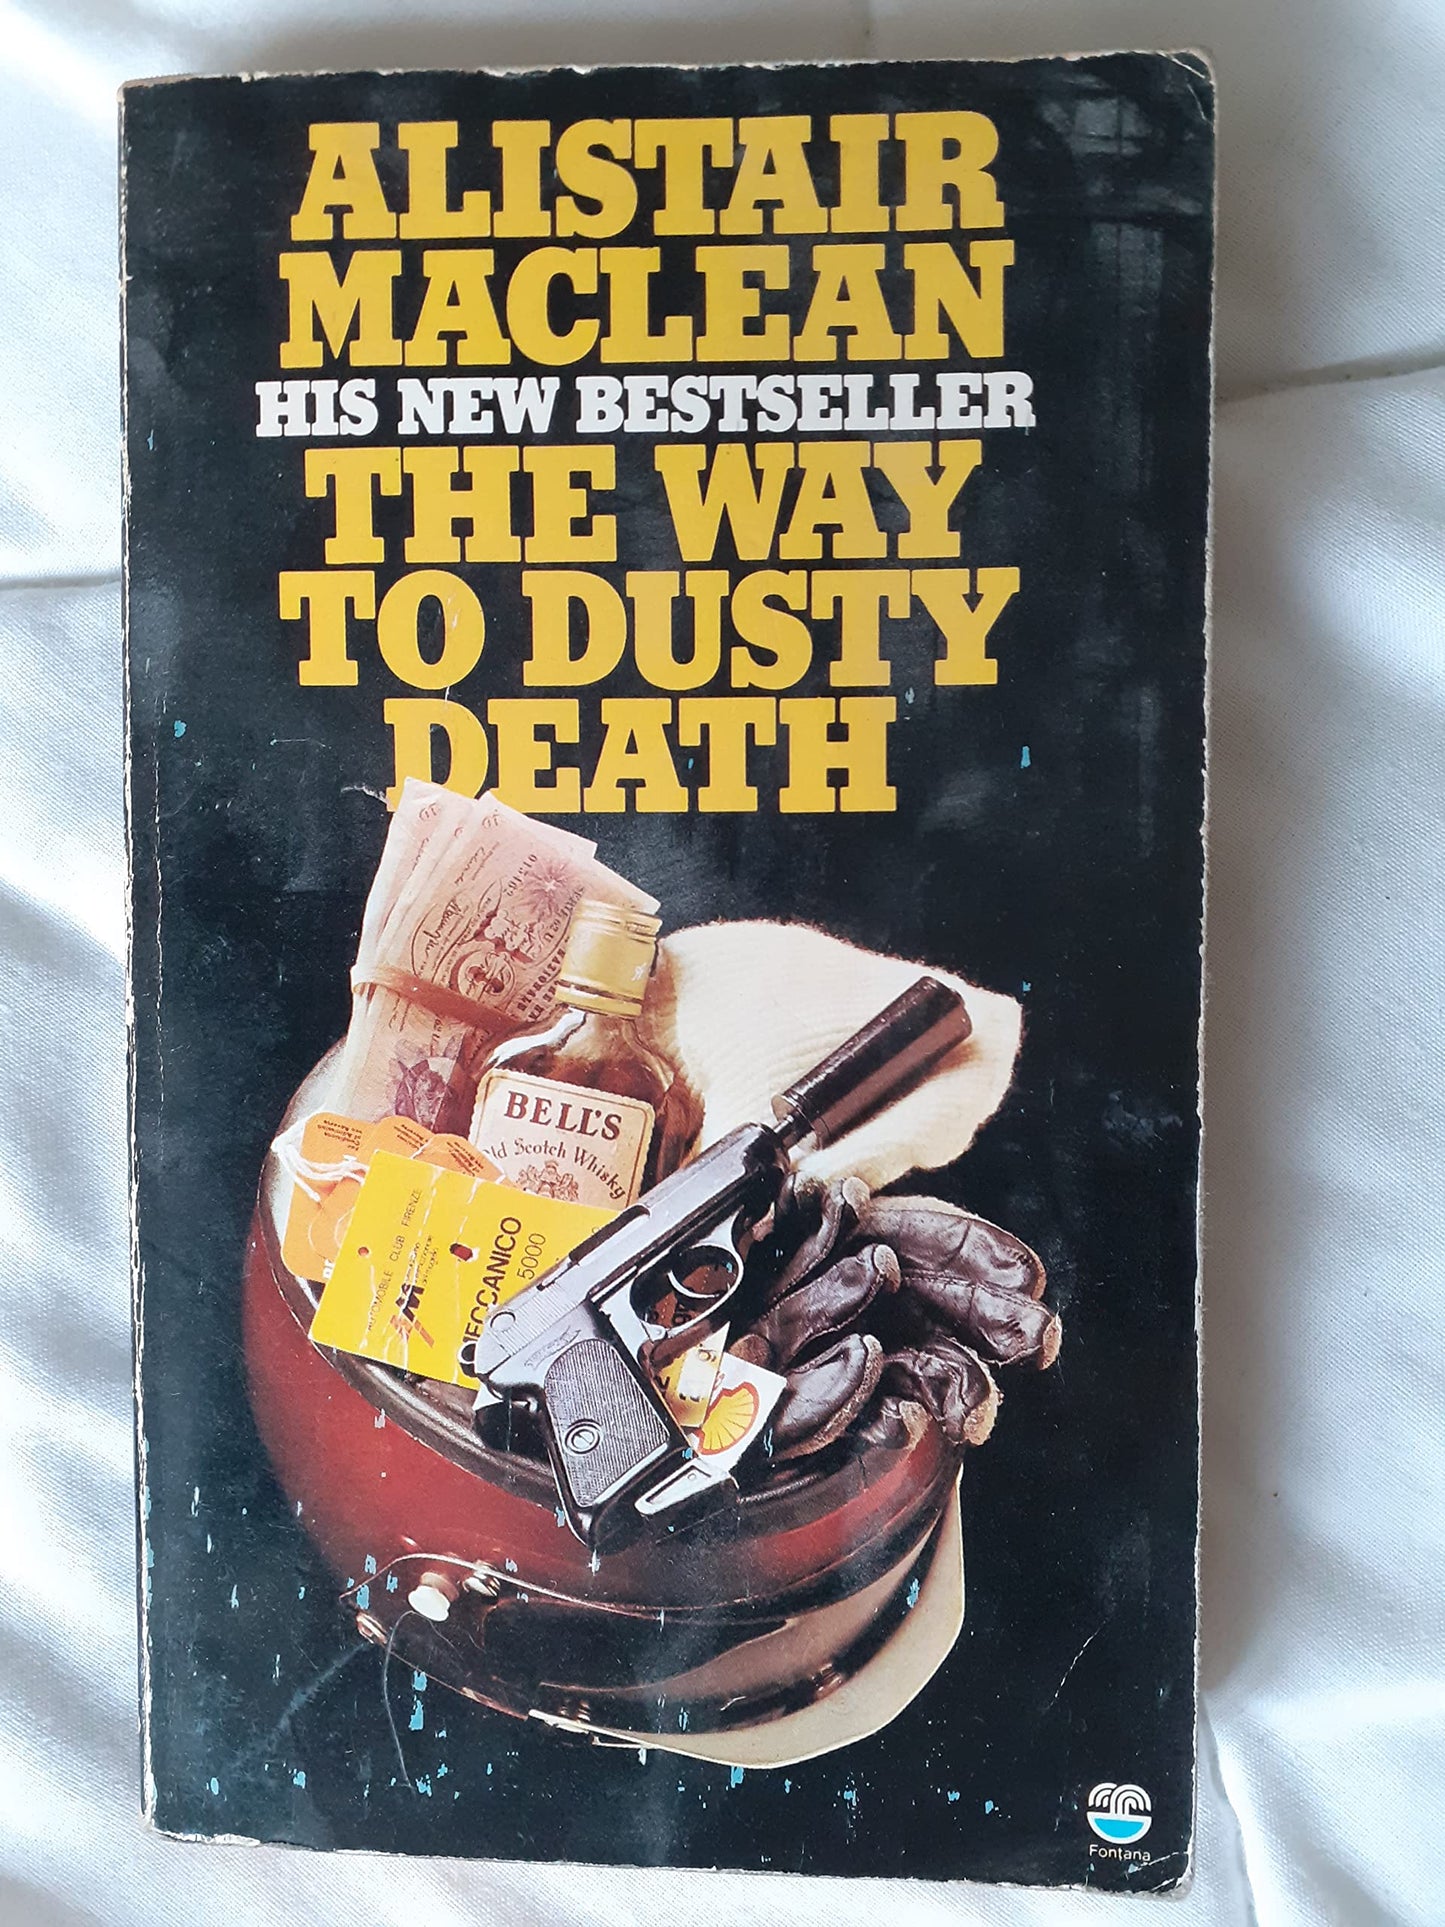 ALISTAIR
MACLEAN
HIS NEW BESTSELLER
THE WAY
TO DUSTY
DEATH
015162
BELL'S
Old Scotch Whisky
AUTOMOBILE CLUB FIRENZE
MECCANICO
5000
Fontana